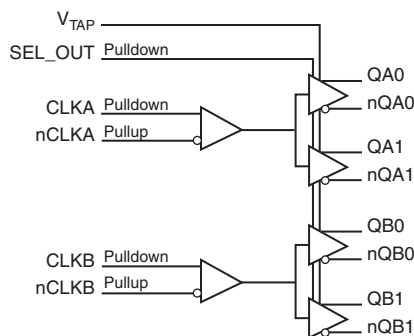 VTAP
SEL_OUT Pulldown
QA0
nQA0
CLKA Pulldown
nCLKA Pullup
QA1
nQA1
QB0
nQB0
CLKB Pulldown
nCLKB Pullup
QB1
nQB1